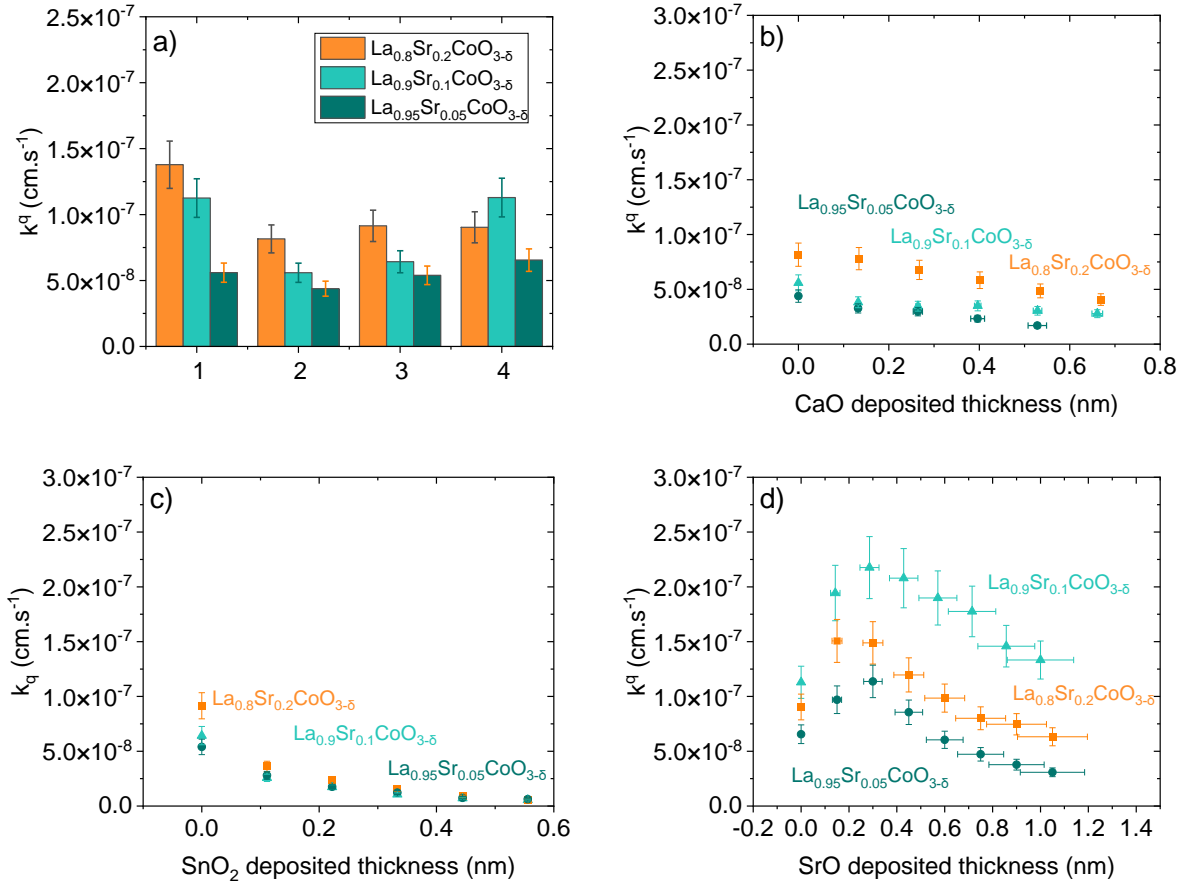 a)
La0.8Sr0.2CoO3-δ
La0.9Sr0.1CoO3-δ
La0.95Sr0.05CoO3-δ
2.5×10-7
2.0×10-7
1.5×10-7
1.0×10-7
5.0×10-8
0.0
kq (cm.s-1)
1 2 3 4
b)
3.0×10-7
2.5×10-7
2.0×10-7
1.5×10-7
1.0×10-7
5.0×10-8
0.0
kq (cm.s-1)
La0.95Sr0.05CoO3-δ
La0.9Sr0.1CoO3-δ
La0.8Sr0.2CoO3-δ
0.0 0.2 0.4 0.6 0.8
CaO deposited thickness (nm)
c)
3.0×10-7
2.5×10-7
2.0×10-7
1.5×10-7
1.0×10-7
5.0×10-8
0.0
kq (cm.s-1)
La0.8Sr0.2CoO3-δ
La0.9Sr0.1CoO3-δ
La0.95Sr0.05CoO3-δ
0.0 0.2 0.4 0.6
SnO2 deposited thickness (nm)
d)
3.0×10-7
2.5×10-7
2.0×10-7
1.5×10-7
1.0×10-7
5.0×10-8
0.0
kq (cm.s-1)
La0.9Sr0.1CoO3-δ
La0.8Sr0.2CoO3-δ
La0.95Sr0.05CoO3-δ
-0.2 0.0 0.2 0.4 0.6 0.8 1.0 1.2 1.4
SrO deposited thickness (nm)